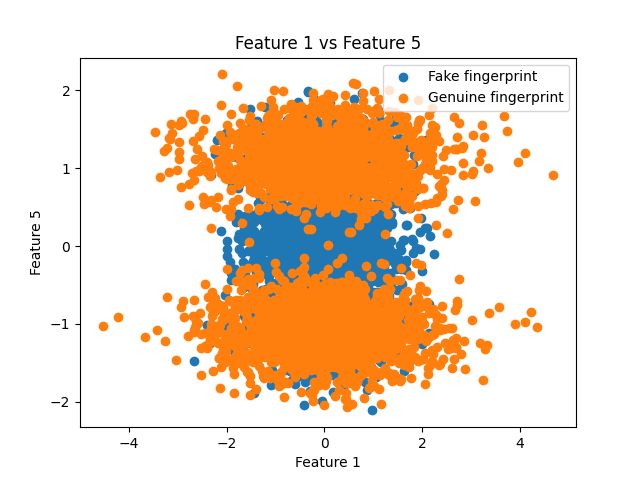 Feature 1 vs Feature 5
Fake fingerprint
Genuine fingerprint
Feature 5
2
1
0
−1
−2
−4
−2
0
2
4
Feature 1